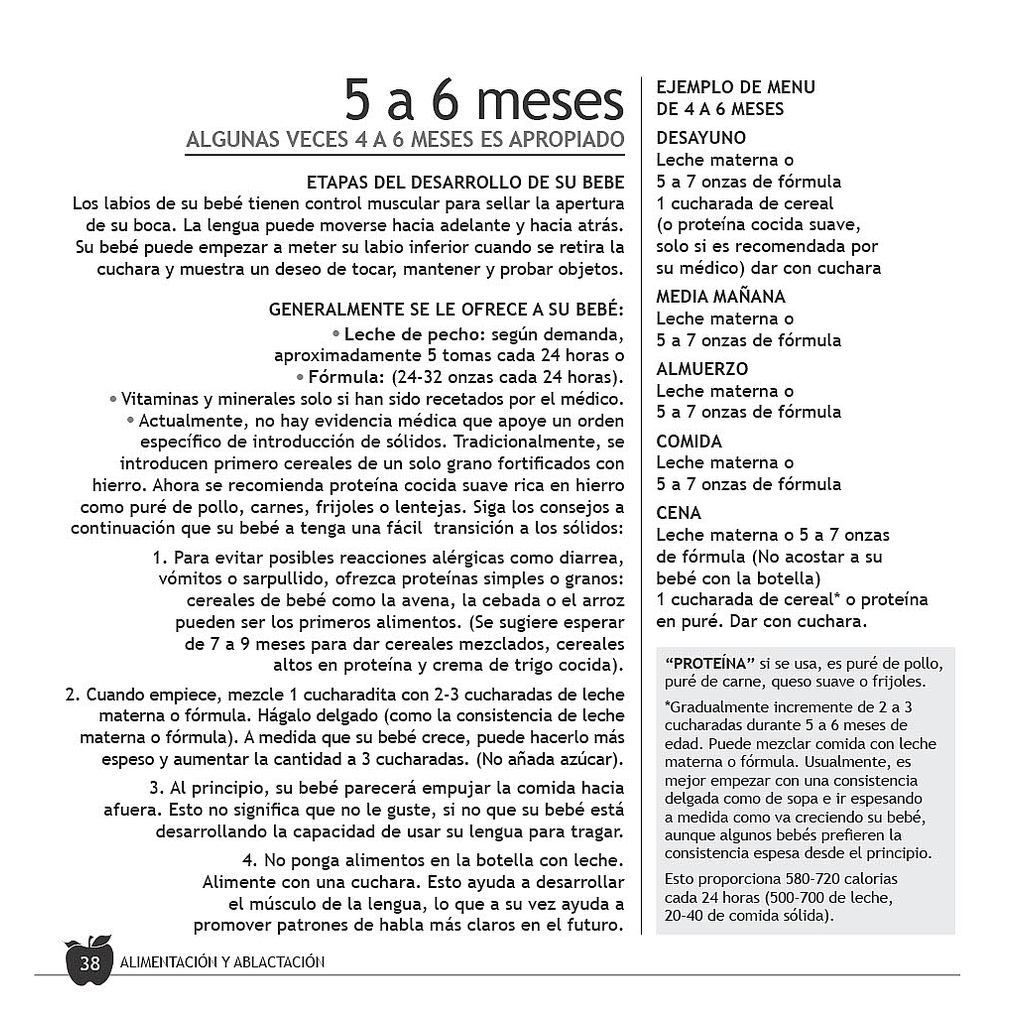 5 a 6 meses
ALGUNAS VECES 4 A 6 MESES ES APROPIADO
ETAPAS DEL DESARROLLO DE SU BEBE
Los labios de su bebé tienen control muscular para sellar la apertura
de su boca. La lengua puede moverse hacia adelante y hacia atrás.
Su bebé puede empezar a meter su labio inferior cuando se retira la
cuchara y muestra un deseo de tocar, mantener y probar objetos.
GENERALMENTE SE LE OFRECE A SU BEBÉ:
• Leche de pecho: según demanda,
aproximadamente 5 tomas cada 24 horas o
• Fórmula: (24-32 onzas cada 24 horas).
• Vitaminas y minerales solo si han sido recetados por el médico.
• Actualmente, no hay evidencia médica que apoye un orden
específico de introducción de sólidos. Tradicionalmente, se
introducen primero cereales de un solo grano fortificados con
hierro. Ahora se recomienda proteína cocida suave rica en hierro
como puré de pollo, carnes, frijoles o lentejas. Siga los consejos a
continuación que su bebé a tenga una fácil transición a los sólidos:
1. Para evitar posibles reacciones alérgicas como diarrea,
vómitos o sarpullido, ofrezca proteínas simples o granos:
cereales de bebé como la avena, la cebada o el arroz
pueden ser los primeros alimentos. (Se sugiere esperar
de 7 a 9 meses para dar cereales mezclados, cereales
altos en proteína y crema de trigo cocida).
2. Cuando empiece, mezcle 1 cucharadita con 2-3 cucharadas de leche
materna o fórmula. Hágalo delgado (como la consistencia de leche
materna o fórmula). A medida que su bebé crece, puede hacerlo más
espeso y aumentar la cantidad a 3 cucharadas. (No añada azúcar).
3. Al principio, su bebé parecerá empujar la comida hacia
afuera. Esto no significa que no le guste, si no que su bebé está
desarrollando la capacidad de usar su lengua para tragar.
4. No ponga alimentos en la botella con leche.
Alimente con una cuchara. Esto ayuda a desarrollar
el músculo de la lengua, lo que a su vez ayuda a
promover patrones de habla más claros en el futuro.
EJEMPLO DE MENU
DE 4 A 6 MESES
DESAYUNO
Leche materna o
5 a 7 onzas de fórmula
1 cucharada de cereal
(o proteína cocida suave,
solo si es recomendada por
su médico) dar con cuchara
MEDIA MAÑANA
Leche materna o
5 a 7 onzas de fórmula
ALMUERZO
Leche materna o
5 a 7 onzas de fórmula
COMIDA
Leche materna o
5 a 7 onzas de fórmula
CENA
Leche materna o 5 a 7 onzas
de fórmula (No acostar a su
bebé con la botella)
1 cucharada de cereal* o proteína
en puré. Dar con cuchara.
“PROTEÍNA” si se usa, es puré de pollo,
puré de carne, queso suave o frijoles.
*Gradualmente incremente de 2 a 3
cucharadas durante 5 a 6 meses de
edad. Puede mezclar comida con leche
materna o fórmula. Usualmente, es
mejor empezar con una consistencia
delgada como de sopa e ir espesando
a medida como va creciendo su bebé,
aunque algunos bebés prefieren la
consistencia espesa desde el principio.
Esto proporciona 580-720 calorias
cada 24 horas (500-700 de leche,
20-40 de comida sólida).
38 ALIMENTACIÓN Y ABLACTACIÓN